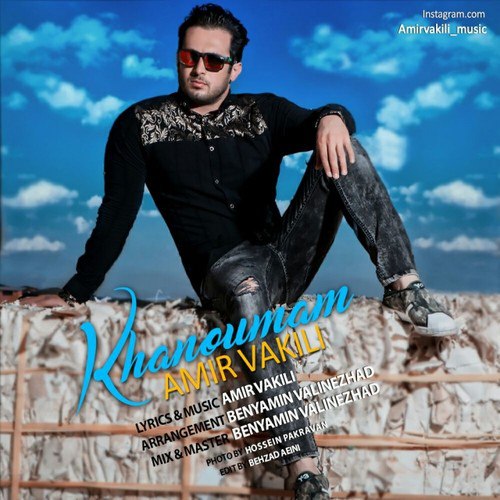 Instagram.com
Amirvakili_music
Khanoumam
AMIR VAKILI
LYRICS & MUSIC AMIR VAKILI
ARRANGEMENT BENYAMIN VALINEZHAD
MIX & MASTER BENYAMIN VALINEZHAD
PHOTO BY HOSSEIN PAKRAVAN
EDIT BY BEHZAD AEINI